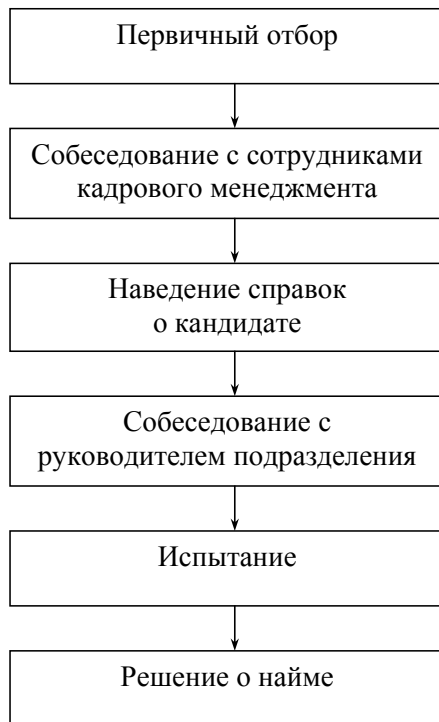 Первичный отбор
Собеседование с сотрудниками
кадрового менеджмента
Наведение справок
о кандидате
Собеседование с
руководителем подразделения
Испытание
Решение о найме